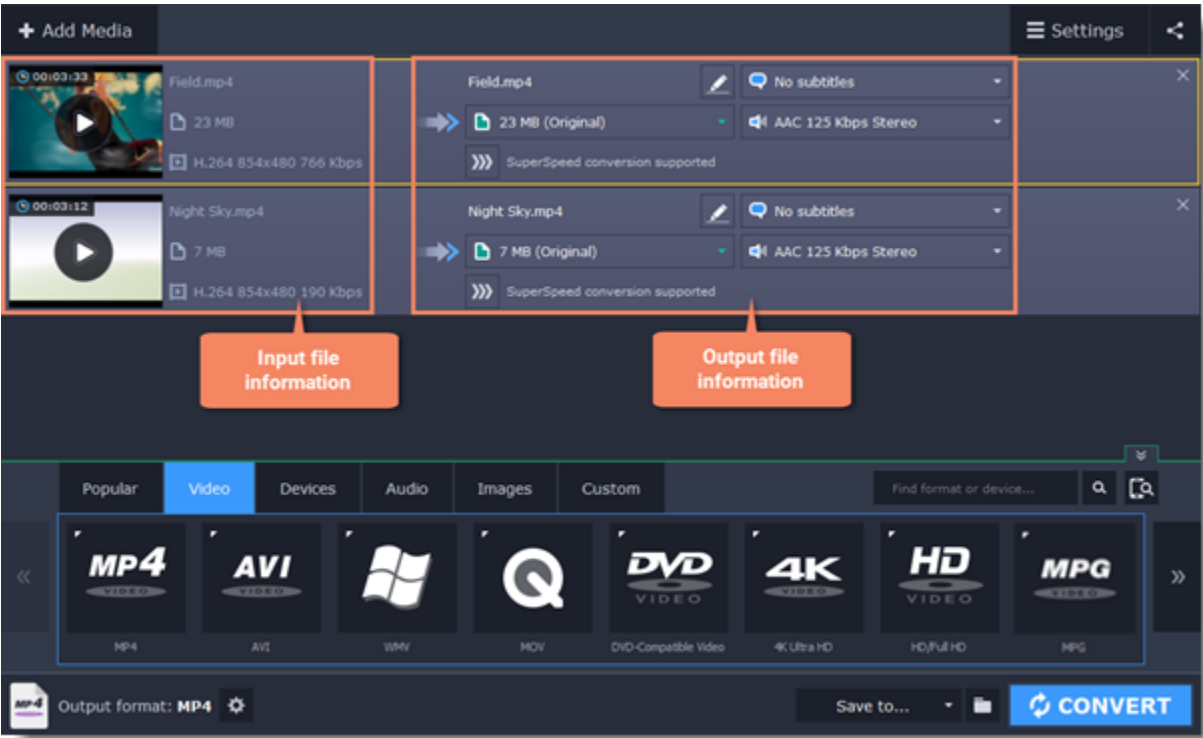 Add Media
Settings
00:03:33
Field.mp4
23 MB
H.264 854x480 766 Kbps
Field.mp4
No subtitles
23 MB (Original)
AAC 125 Kbps Stereo
SuperSpeed conversion supported
00:03:12
Night Sky.mp4
7 MB
H.264 854x480 190 Kbps
Night Sky.mp4
No subtitles
7 MB (Original)
AAC 125 Kbps Stereo
SuperSpeed conversion supported
Input file
information
Output file
information
Popular
Video
Devices
Audio
Images
Custom
Find format or device...
MP4
VIDEO
AVI
VIDEO
DVD
VIDEO
4K
VIDEO
HD
VIDEO
MPG
VIDEO
MP4
AVI
WMV
MOV
DVD-Compatible Video
4K Ultra HD
HD/Full HD
MPG
MP4
Output format: MP4
Save to...
CONVERT